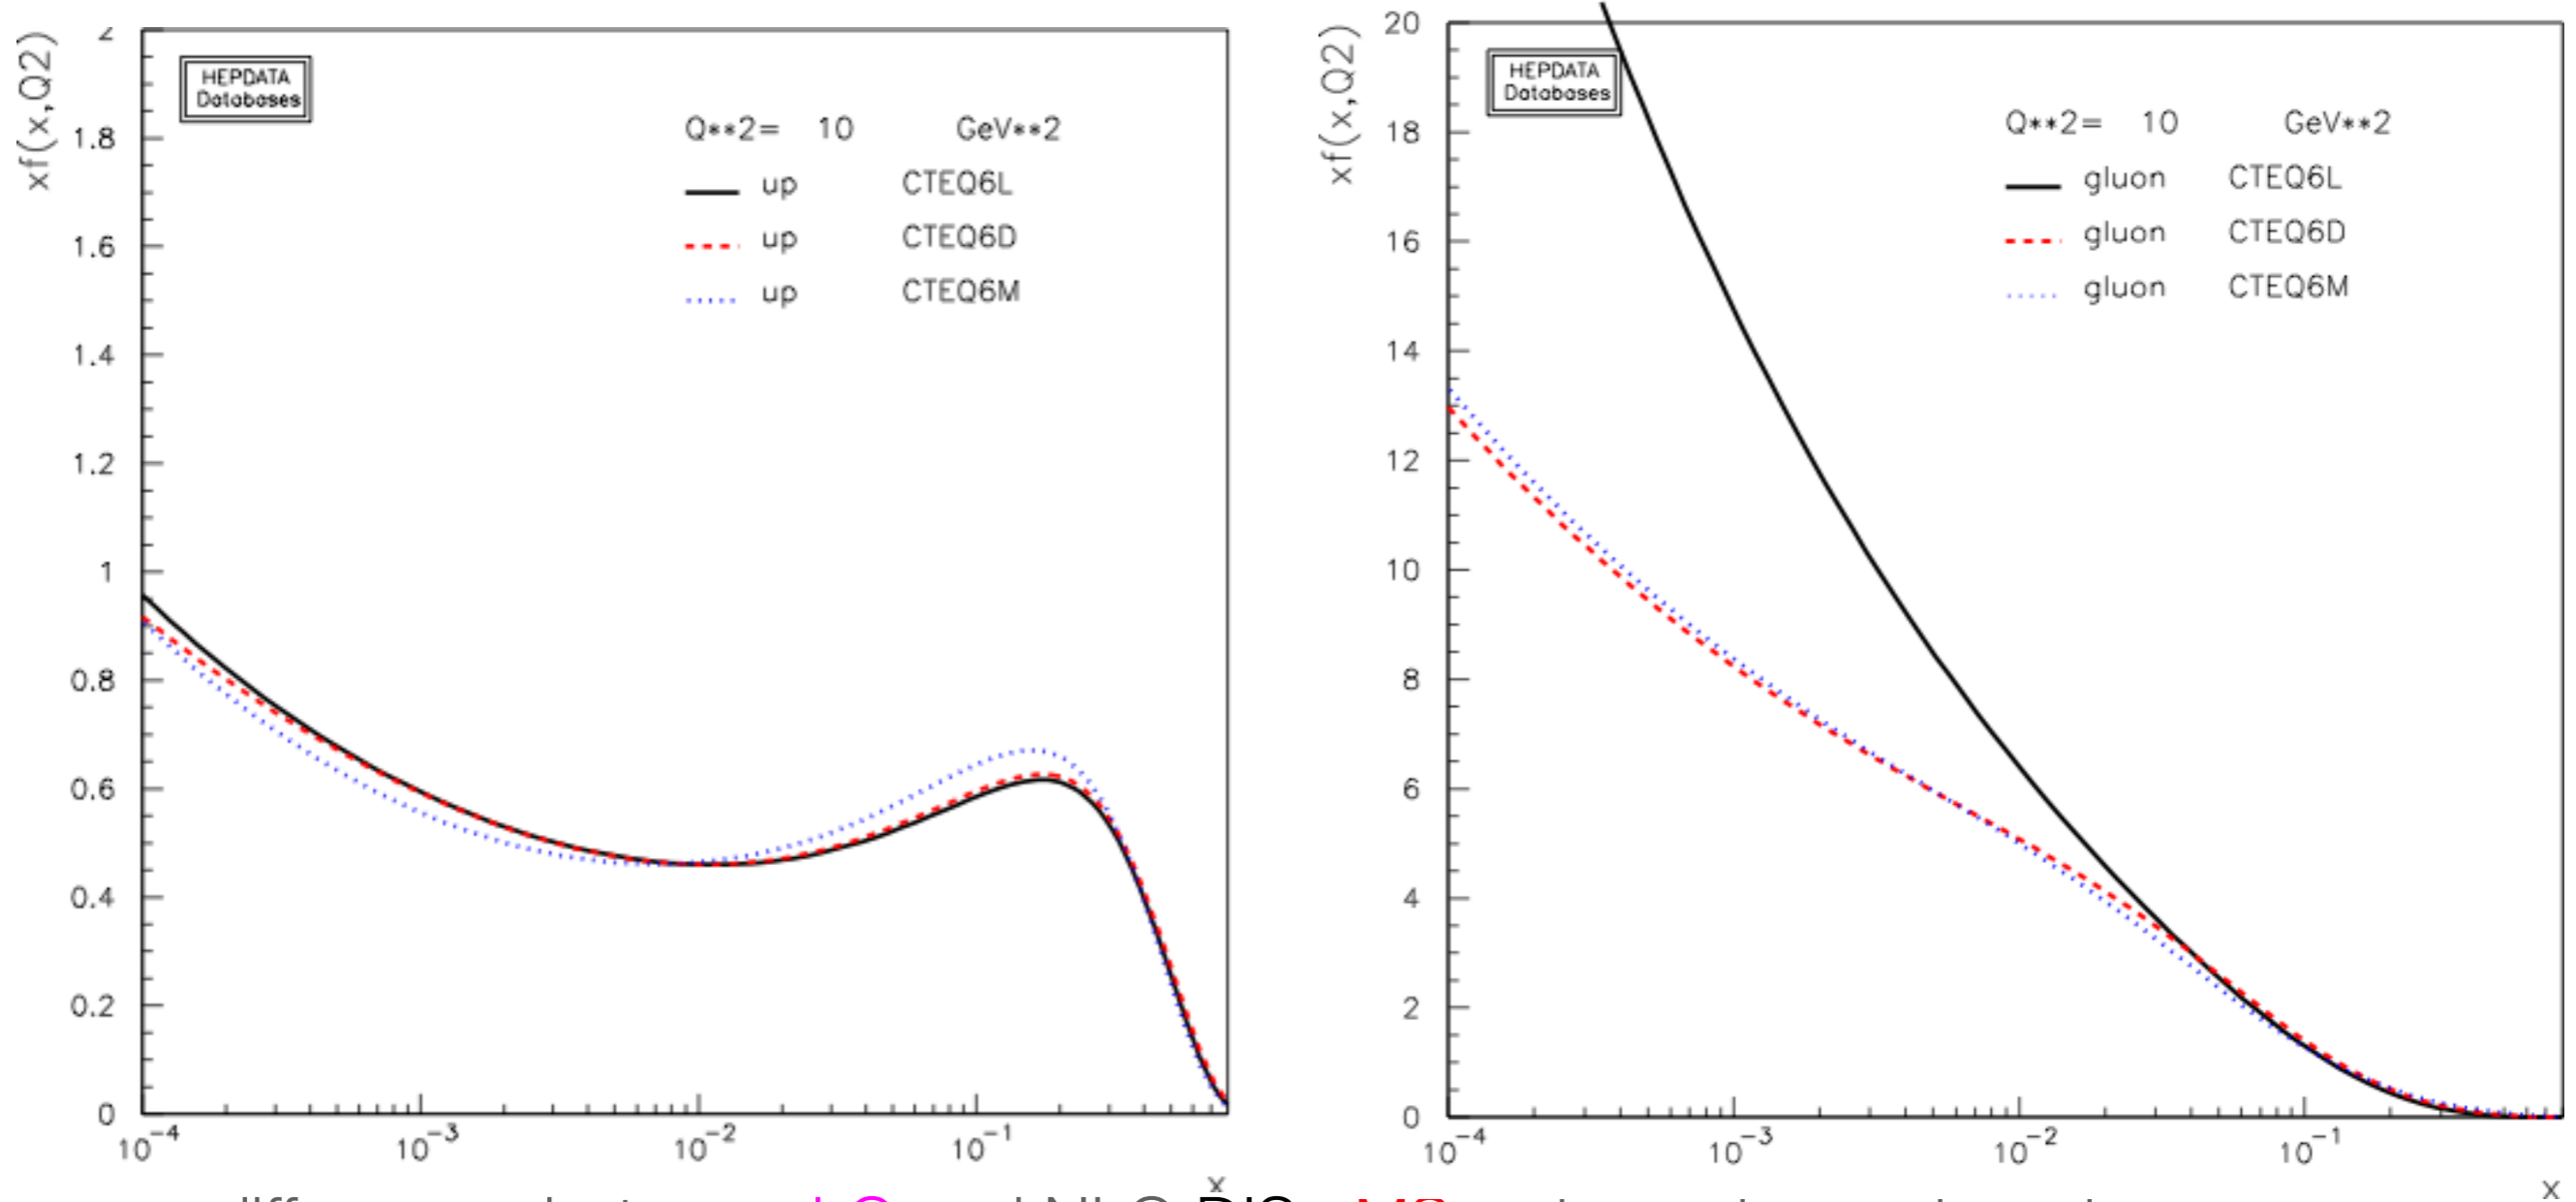 xf(x,Q2)
2
1.8
1.6
1.4
1.2
1
0.8
0.6
0.4
0.2
0
HEPDATA
Databases
Q**2= 10 GeV**2
up CTEQ6L
up CTEQ6D
up CTEQ6M
10⁻⁴ 10⁻³ 10⁻² 10⁻¹
x
xf(x,Q2)
20
18
16
14
12
10
8
6
4
2
0
HEPDATA
Databases
Q**2= 10 GeV**2
gluon CTEQ6L
gluon CTEQ6D
gluon CTEQ6M
10⁻⁴ 10⁻³ 10⁻² 10⁻¹
x